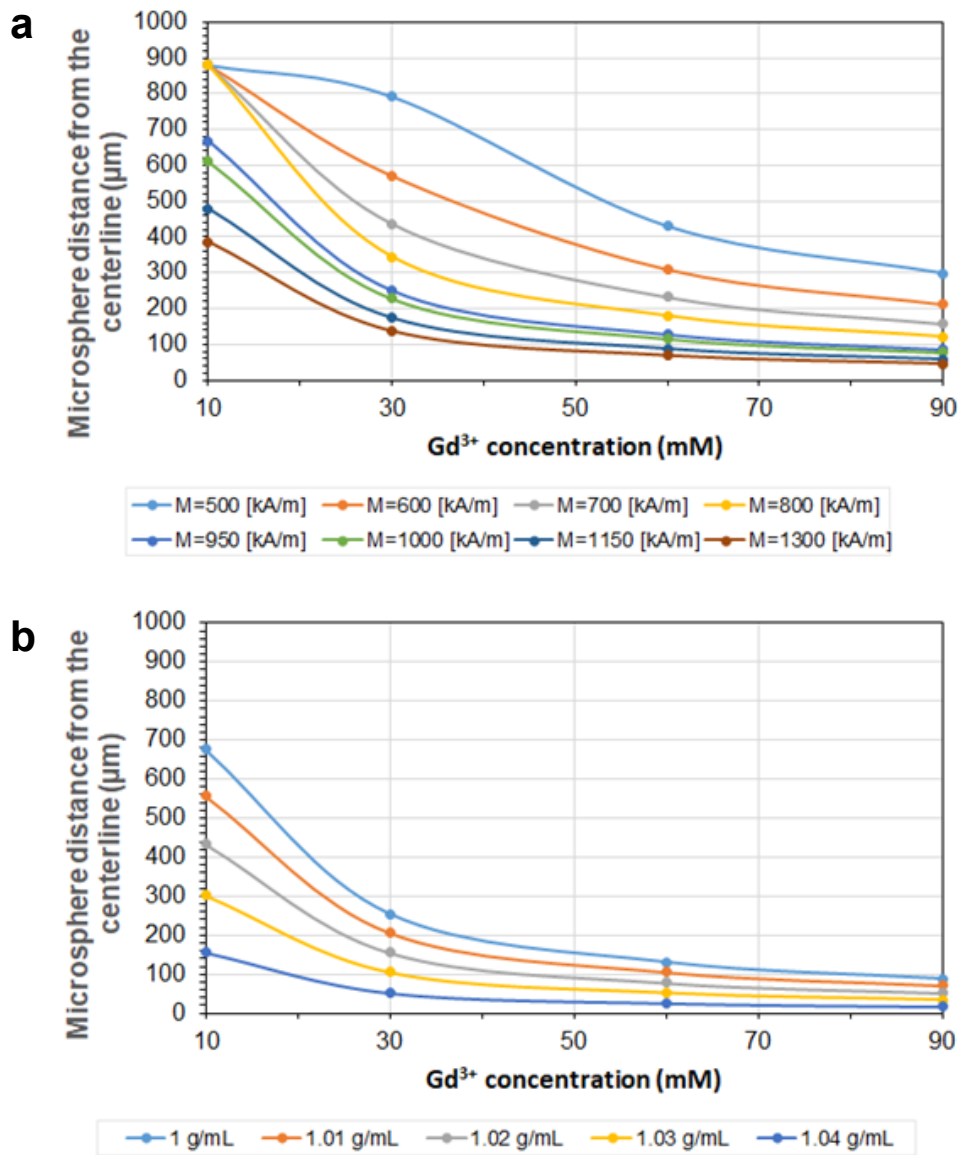 a
Microsphere distance from the
centerline (µm)
1000
900
800
700
600
500
400
300
200
100
0
10 30 50 70 90
Gd³⁺ concentration (mM)
M=500 [kA/m] M=600 [kA/m] M=700 [kA/m] M=800 [kA/m]
M=950 [kA/m] M=1000 [kA/m] M=1150 [kA/m] M=1300 [kA/m]
b
Microsphere distance from the
centerline (µm)
1000
900
800
700
600
500
400
300
200
100
0
10 30 50 70 90
Gd³⁺ concentration (mM)
1 g/mL 1.01 g/mL 1.02 g/mL 1.03 g/mL 1.04 g/mL